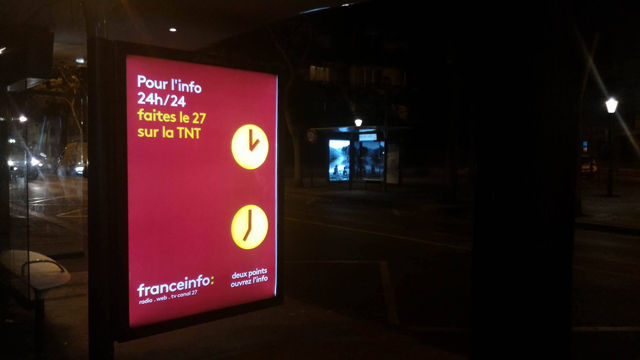 Pour l'info
24h/24
faites le 27
sur la TNT
franceinfo:
radio . web . tv canal 27
deux points
ouvrez l'info